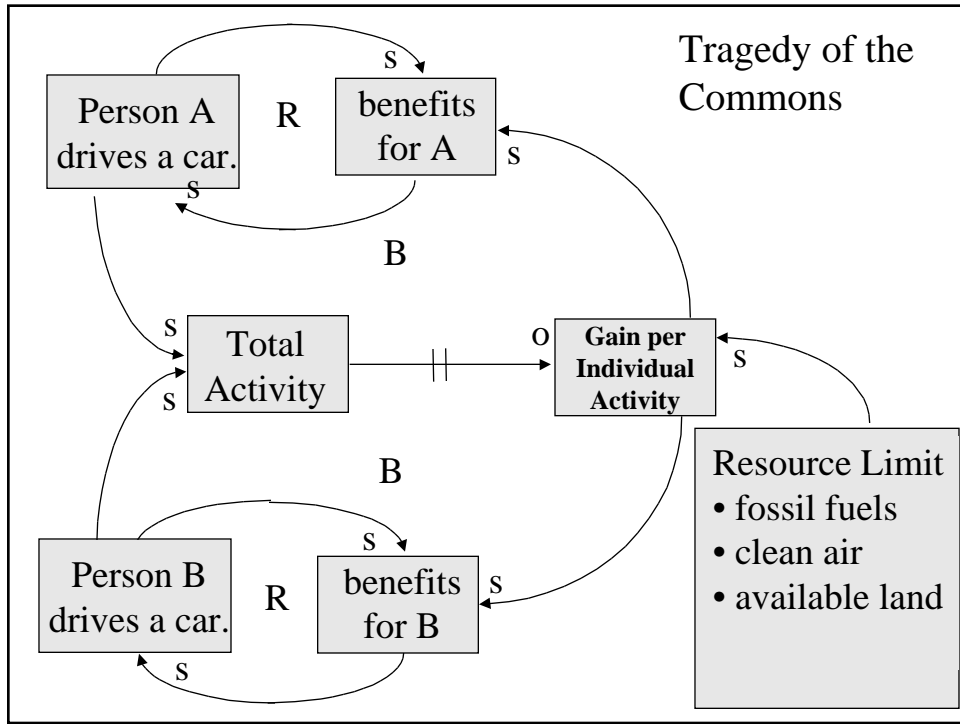 Tragedy of the
Commons
s
Person A
drives a car.
R
benefits
for A
s
s
B
s
Total
Activity
s
o
Gain per
Individual
Activity
s
B
Resource Limit
• fossil fuels
• clean air
• available land
s
Person B
drives a car.
R
benefits
for B
s
s